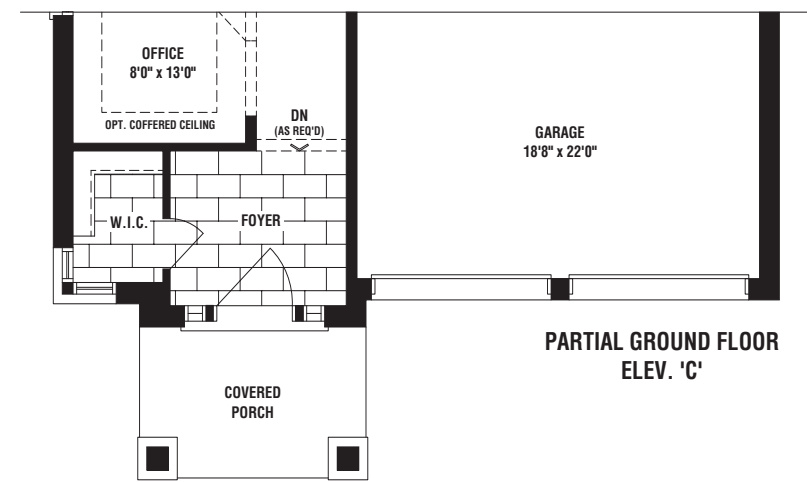 OFFICE
8'0" x 13'0"
OPT. COFFERED CEILING
DN
(AS REQ'D)
GARAGE
18'8" x 22'0"
W.I.C.
FOYER
PARTIAL GROUND FLOOR
ELEV. 'C'
COVERED
PORCH